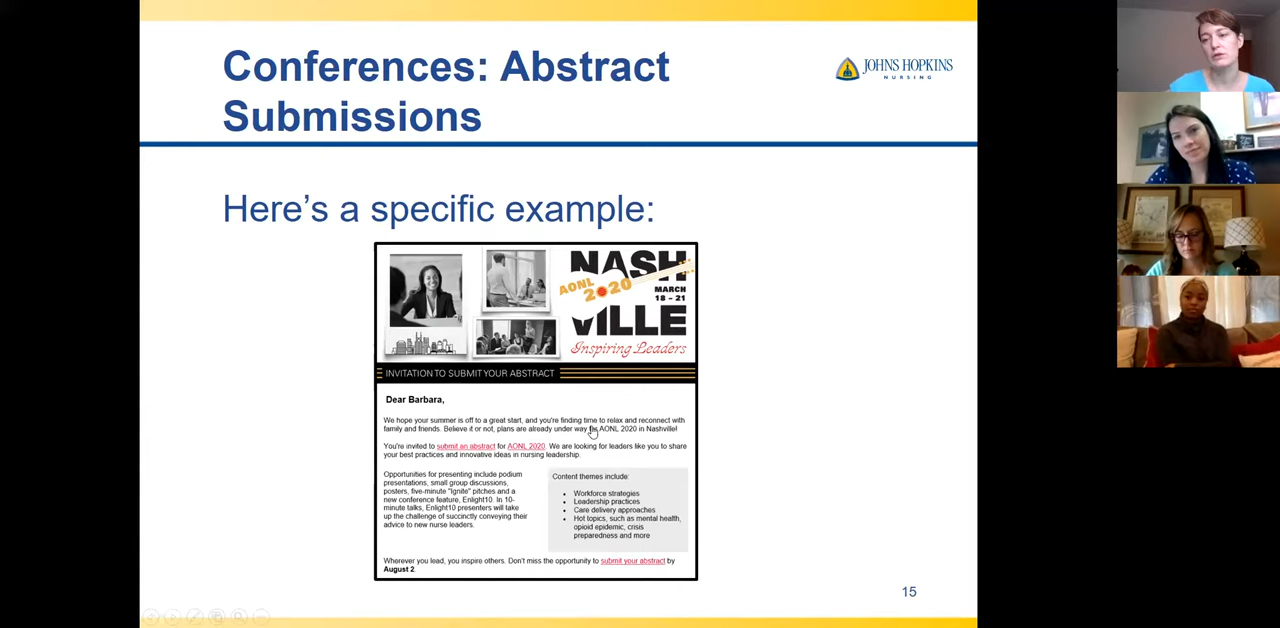 Conferences: Abstract
Submissions
JOHNS HOPKINS
NURSING
Here's a specific example:
NASH
AONL
2020
MARCH
18 – 21
VILLE
Inspiring Leaders
INVITATION TO SUBMIT YOUR ABSTRACT
Dear Barbara,
We hope your summer is off to a great start, and you're finding time to relax and reconnect with
family and friends. Believe it or not, plans are already under way for AONL 2020 in Nashville!
You're invited to submit an abstract for AONL 2020. We are looking for leaders like you to share
your best practices and innovative ideas in nursing leadership.
Opportunities for presenting include podium
presentations, small group discussions,
posters, five-minute "Ignite" pitches and a
new conference feature, Enlight10. In 10-
minute talks, Enlight10 presenters will take
up the challenge of succinctly conveying their
advice to new nurse leaders.
Content themes include:
• Workforce strategies
• Leadership practices
• Care delivery approaches
• Hot topics, such as mental health,
opioid epidemic, crisis
preparedness and more
Wherever you lead, you inspire others. Don't miss the opportunity to submit your abstract by
August 2.
15